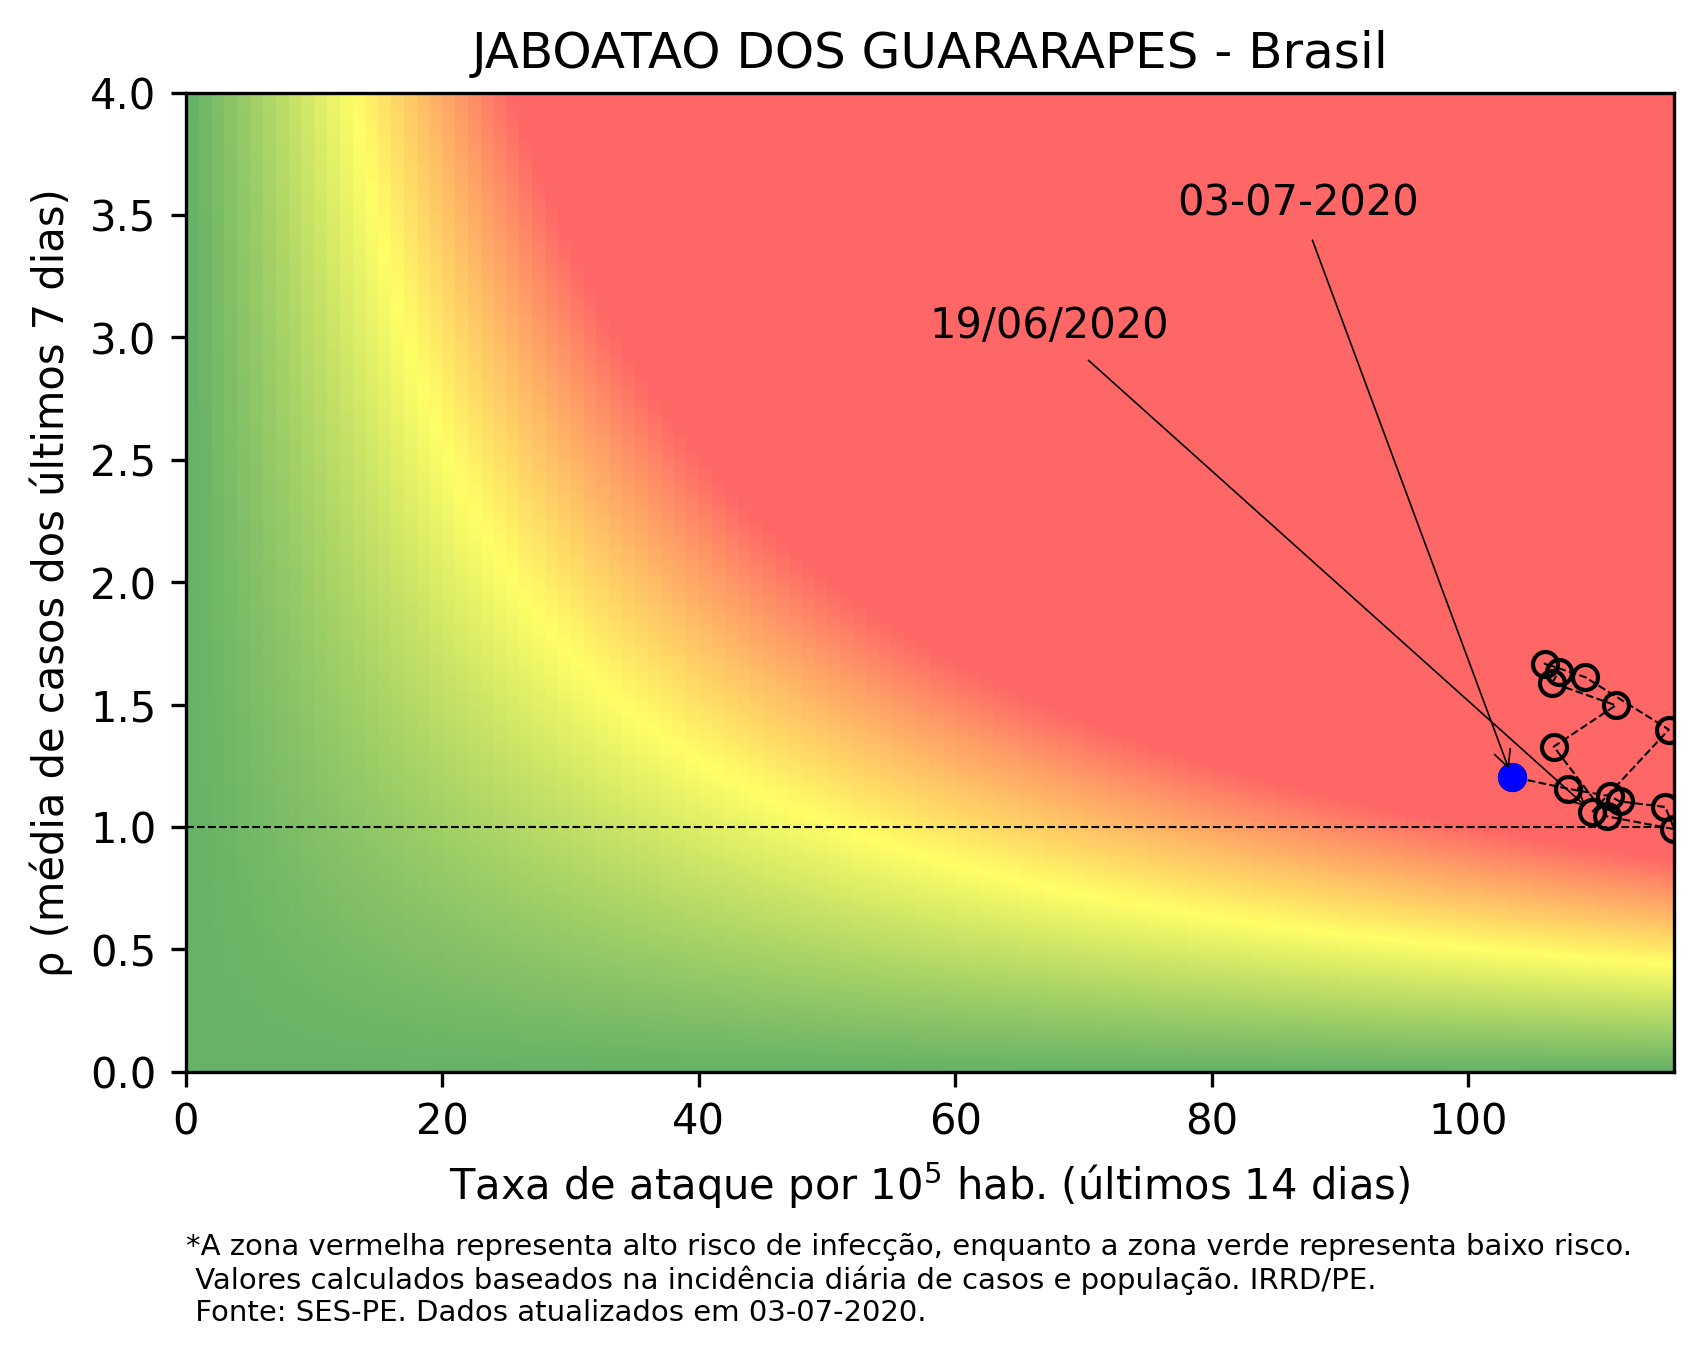 JABOATAO DOS GUARARAPES - Brasil
4.0
3.5
3.0
2.5
2.0
1.5
1.0
0.5
0.0
ρ (média de casos dos últimos 7 dias)
03-07-2020
19/06/2020
0 20 40 60 80 100
Taxa de ataque por 10⁵ hab. (últimos 14 dias)
*A zona vermelha representa alto risco de infecção, enquanto a zona verde representa baixo risco.
Valores calculados baseados na incidência diária de casos e população. IRRD/PE.
Fonte: SES-PE. Dados atualizados em 03-07-2020.